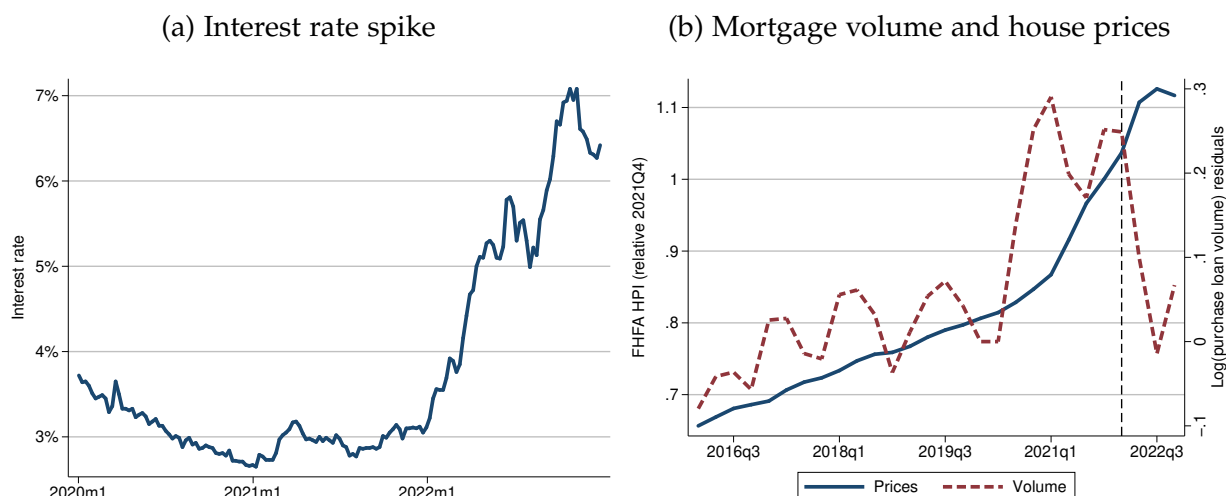 (a) Interest rate spike
7%
6%
5%
4%
3%
Interest rate
2020m1 2021m1 2022m1
(b) Mortgage volume and house prices
1.1
1
.9
.8
.7
FHFA HPI (relative 2021Q4)
.3
.2
.1
0
-.1
Log(purchase loan volume) residuals
2016q3 2018q1 2019q3 2021q1 2022q3
Prices Volume